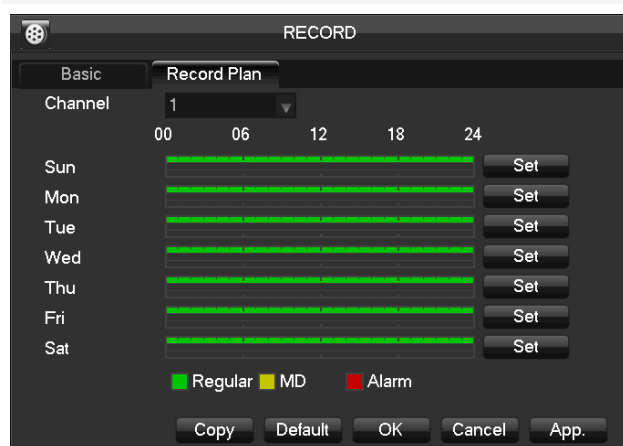 RECORD
Basic Record Plan
Channel 1
00 06 12 18 24
Sun Set
Mon Set
Tue Set
Wed Set
Thu Set
Fri Set
Sat Set
Regular MD Alarm
Copy Default OK Cancel App.